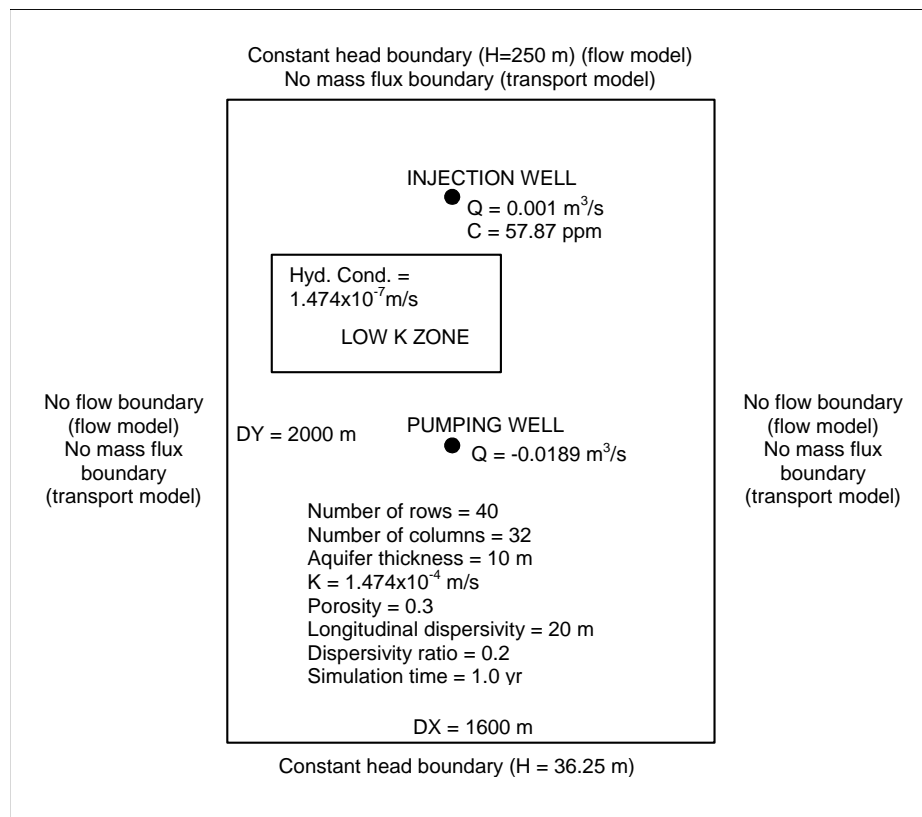 Constant head boundary (H=250 m) (flow model)
No mass flux boundary (transport model)
INJECTION WELL
Q = 0.001 m³/s
C = 57.87 ppm
Hyd. Cond. =
1.474x10⁻⁷m/s
LOW K ZONE
No flow boundary
(flow model)
No mass flux
boundary
(transport model)
DY = 2000 m
PUMPING WELL
Q = -0.0189 m³/s
No flow boundary
(flow model)
No mass flux
boundary
(transport model)
Number of rows = 40
Number of columns = 32
Aquifer thickness = 10 m
K = 1.474x10⁻⁴ m/s
Porosity = 0.3
Longitudinal dispersivity = 20 m
Dispersivity ratio = 0.2
Simulation time = 1.0 yr
DX = 1600 m
Constant head boundary (H = 36.25 m)